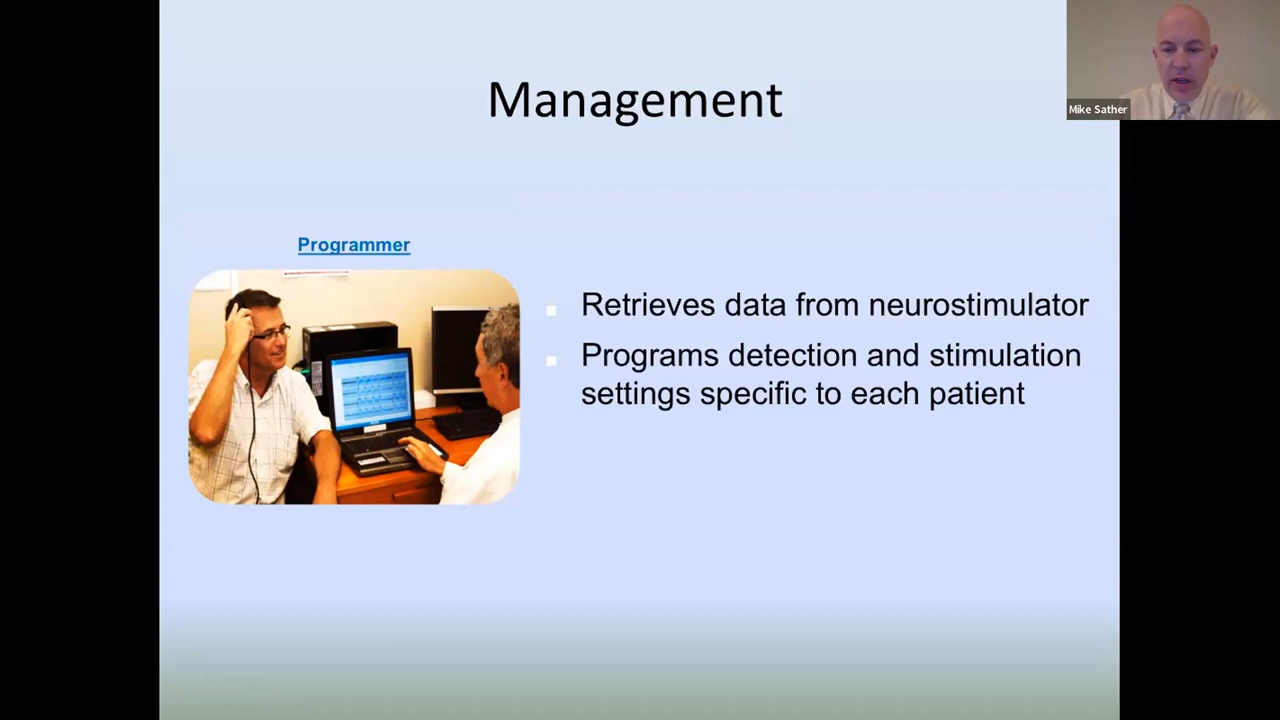 Management
Mike Sather
Programmer
Retrieves data from neurostimulator
Programs detection and stimulation
settings specific to each patient